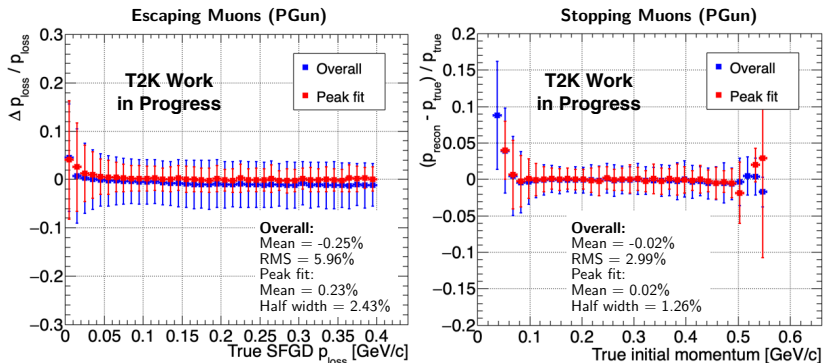 Escaping Muons (PGun)
Δ p_loss / p_loss
0.3
0.2
0.1
0
−0.1
−0.2
−0.3
T2K Work
in Progress
Overall
Peak fit
Overall:
Mean = -0.25%
RMS = 5.96%
Peak fit:
Mean = 0.23%
Half width = 2.43%
0 0.05 0.1 0.15 0.2 0.25 0.3 0.35 0.4
True SFGD p_loss [GeV/c]
Stopping Muons (PGun)
(p_recon - p_true) / p_true
0.2
0.15
0.1
0.05
0
−0.05
−0.1
−0.15
−0.2
T2K Work
in Progress
Overall
Peak fit
Overall:
Mean = -0.02%
RMS = 2.99%
Peak fit:
Mean = 0.02%
Half width = 1.26%
0 0.1 0.2 0.3 0.4 0.5 0.6
True initial momentum [GeV/c]